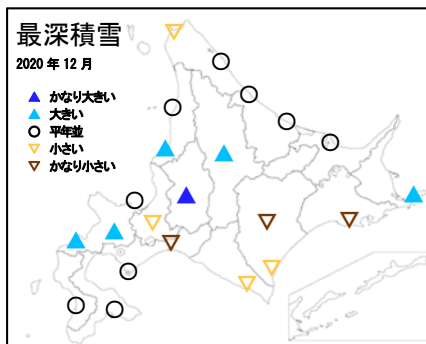 最深積雪
2020 年 12 月
かなり大きい
大きい
平年並
小さい
かなり小さい